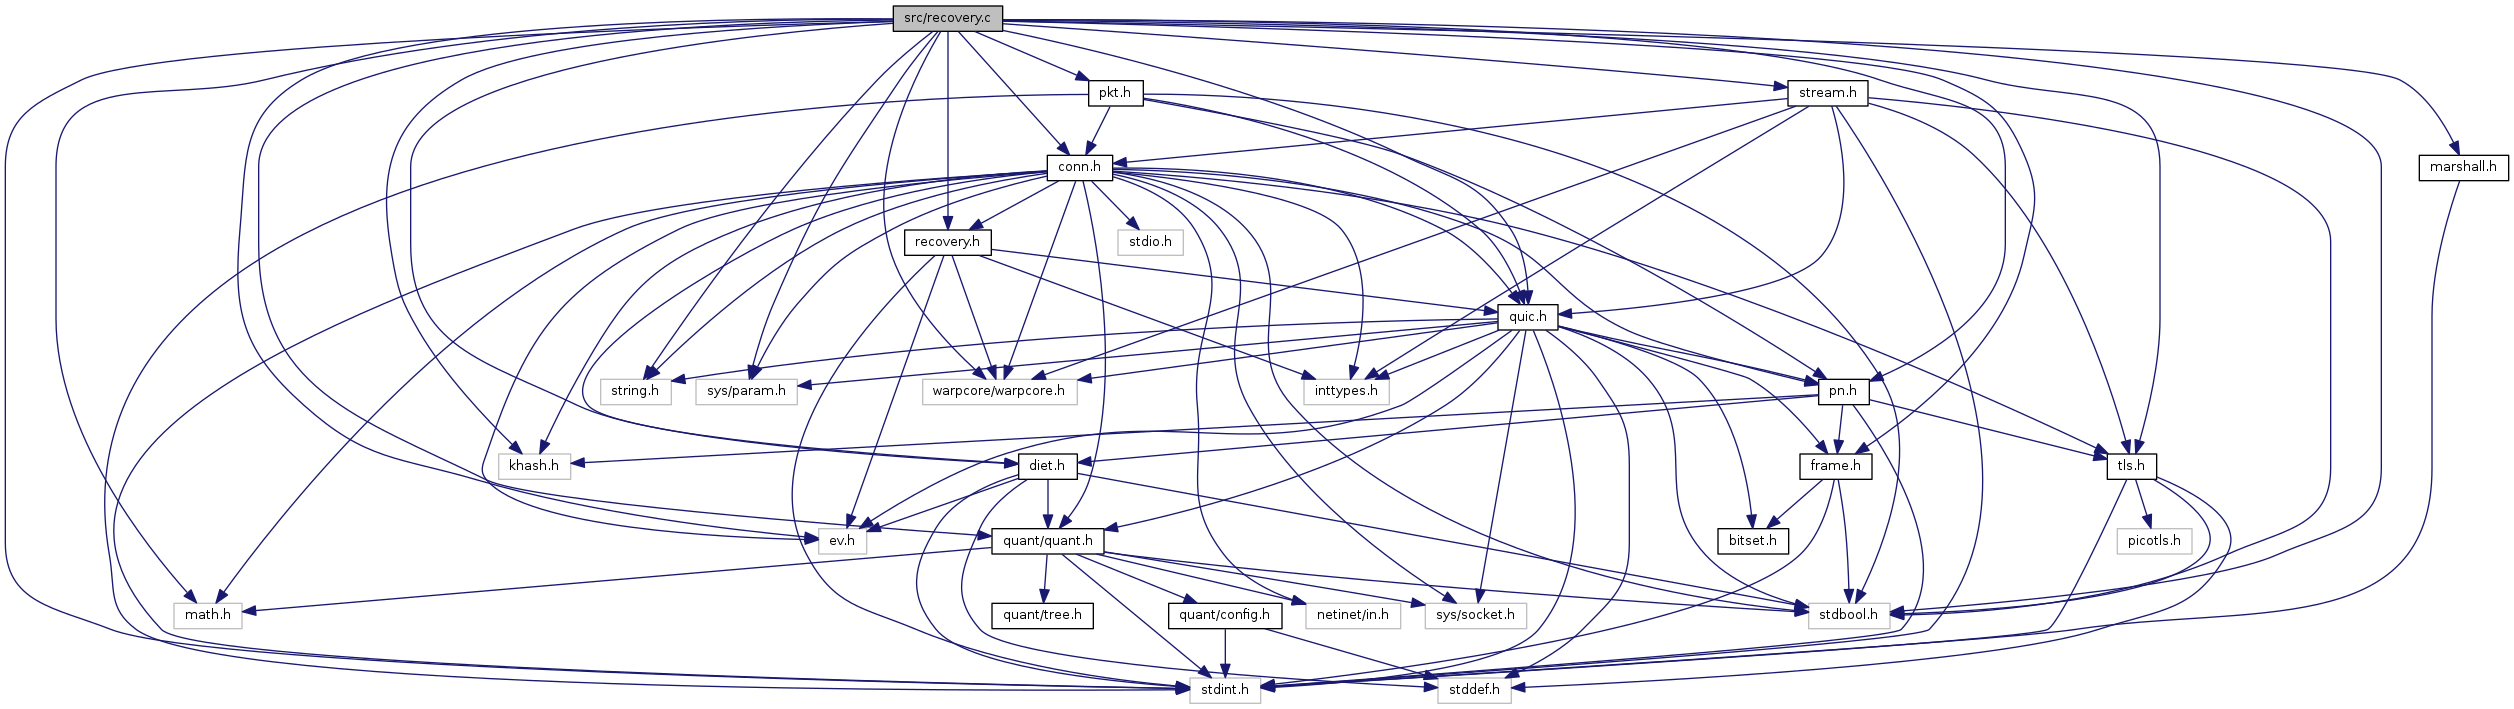 src/recovery.c
pkt.h
stream.h
conn.h
marshall.h
recovery.h
stdio.h
quic.h
string.h
sys/param.h
warpcore/warpcore.h
inttypes.h
pn.h
khash.h
diet.h
frame.h
tls.h
ev.h
quant/quant.h
bitset.h
picotls.h
math.h
quant/tree.h
quant/config.h
netinet/in.h
sys/socket.h
stdbool.h
stdint.h
stddef.h